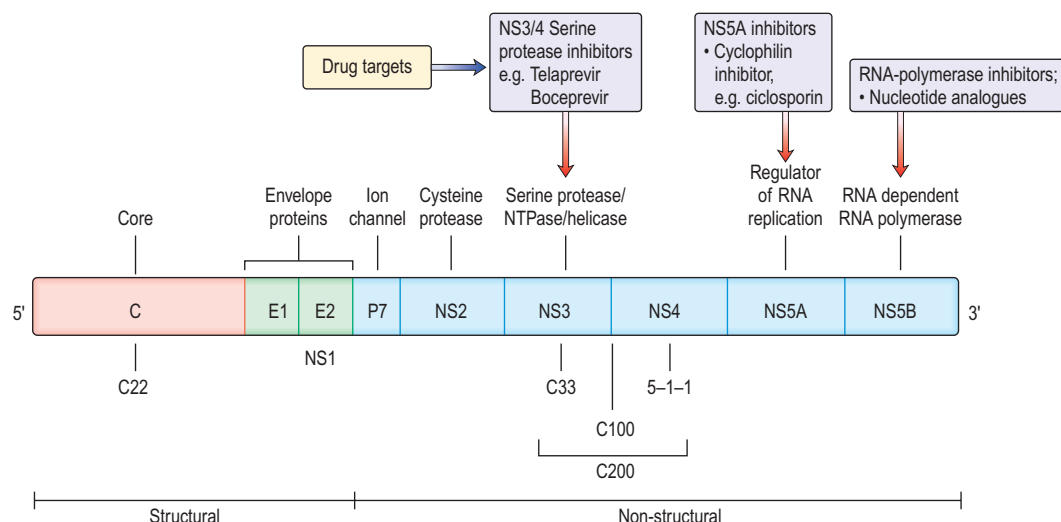 Drug targets
NS3/4 Serine
protease inhibitors
e.g. Telaprevir
Boceprevir
NS5A inhibitors
• Cyclophilin
inhibitor,
e.g. ciclosporin
RNA-polymerase inhibitors;
• Nucleotide analogues
Core
Envelope
proteins
Ion
channel
Cysteine
protease
Serine protease/
NTPase/helicase
Regulator
of RNA
replication
RNA dependent
RNA polymerase
5'
C
E1
E2
P7
NS2
NS3
NS4
NS5A
NS5B
3'
NS1
C22
C33
5–1–1
C100
C200
Structural
Non-structural